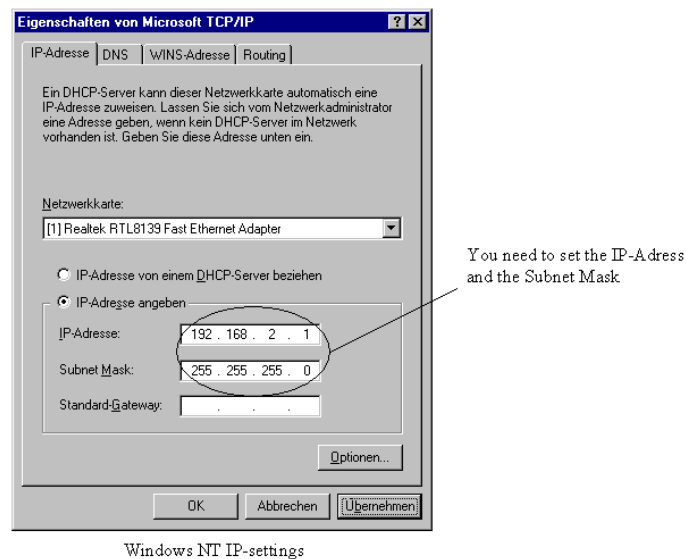 Eigenschaften von Microsoft TCP/IP
IP-Adresse DNS WINS-Adresse Routing
Ein DHCP-Server kann dieser Netzwerkkarte automatisch eine
IP-Adresse zuweisen. Lassen Sie sich vom Netzwerkadministrator
eine Adresse geben, wenn kein DHCP-Server im Netzwerk
vorhanden ist. Geben Sie diese Adresse unten ein.
Netzwerkkarte:
[1] Realtek RTL8139 Fast Ethernet Adapter
IP-Adresse von einem DHCP-Server beziehen
IP-Adresse angeben
IP-Adresse: 192 . 168 . 2 . 1
Subnet Mask: 255 . 255 . 255 . 0
Standard-Gateway: . . .
Optionen...
OK Abbrechen Übernehmen
You need to set the IP-Adress
and the Subnet Mask
Windows NT IP-settings